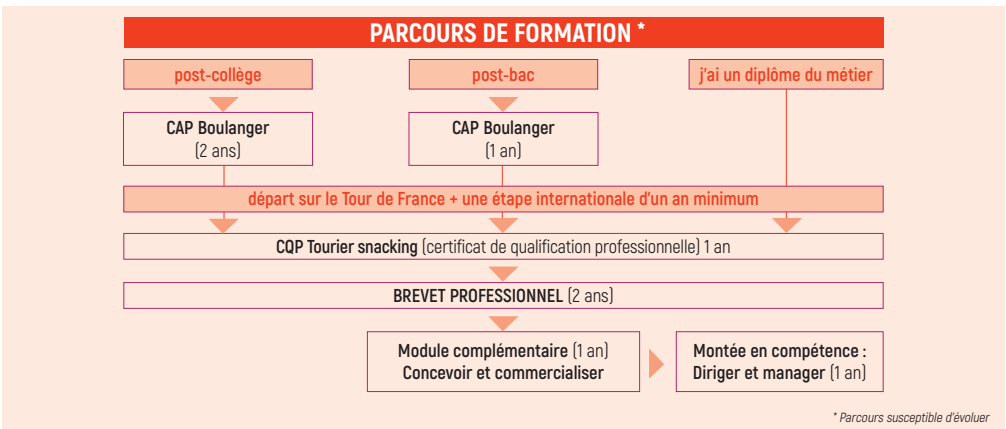 PARCOURS DE FORMATION *
post-collège
post-bac
j'ai un diplôme du métier
CAP Boulanger
(2 ans)
CAP Boulanger
(1 an)
départ sur le Tour de France + une étape internationale d'un an minimum
CQP Tourier snacking (certificat de qualification professionnelle) 1 an
BREVET PROFESSIONNEL (2 ans)
Module complémentaire (1 an)
Concevoir et commercialiser
Montée en compétence :
Diriger et manager (1 an)
* Parcours susceptible d'évoluer